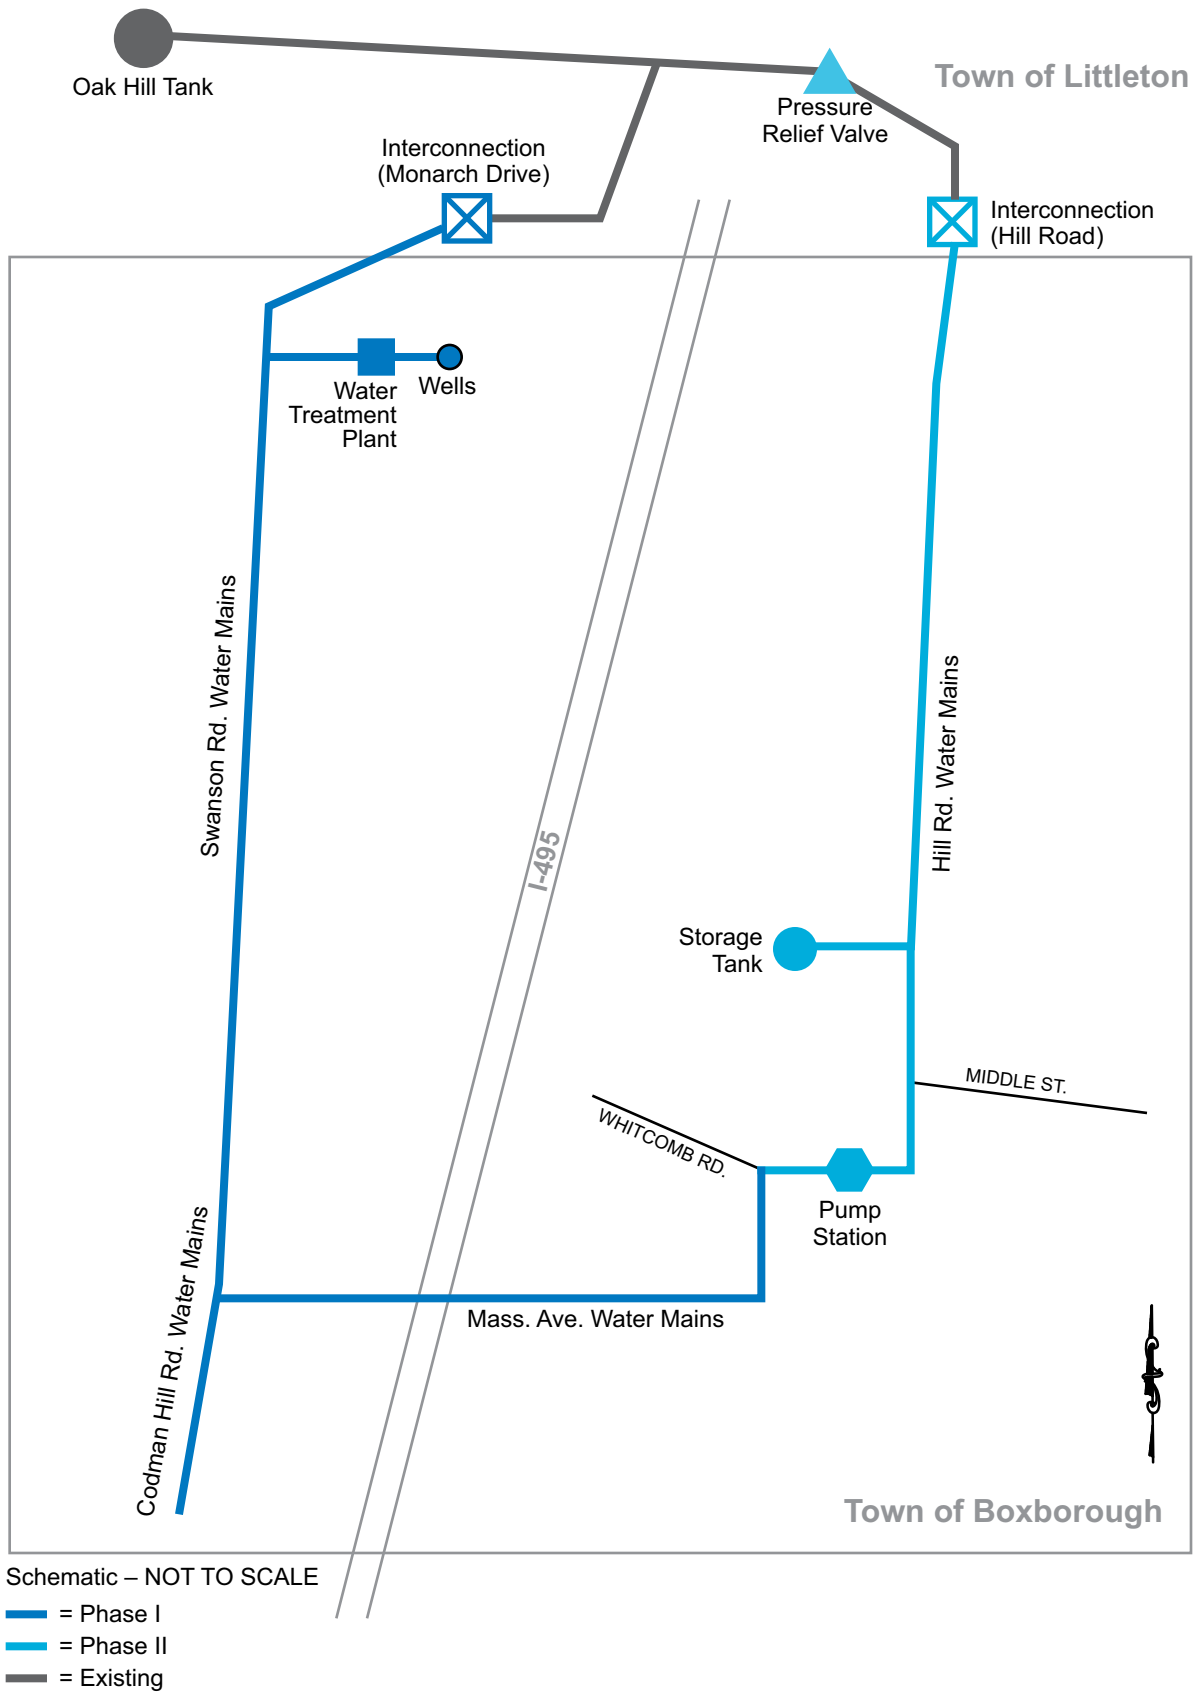 Oak Hill Tank
Town of Littleton
Pressure
Relief Valve
Interconnection
(Monarch Drive)
Interconnection
(Hill Road)
Water
Treatment
Plant
Wells
Swanson Rd. Water Mains
Hill Rd. Water Mains
I-495
Storage
Tank
MIDDLE ST.
WHITCOMB RD.
Pump
Station
Codman Hill Rd. Water Mains
Mass. Ave. Water Mains
Town of Boxborough
Schematic – NOT TO SCALE
= Phase I
= Phase II
= Existing